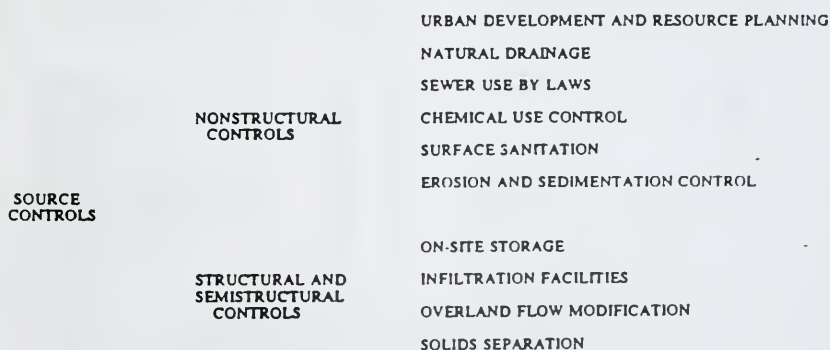 URBAN DEVELOPMENT AND RESOURCE PLANNING
NATURAL DRAINAGE
SEWER USE BY LAWS
NONSTRUCTURAL
CONTROLS
CHEMICAL USE CONTROL
SURFACE SANITATION
EROSION AND SEDIMENTATION CONTROL
SOURCE
CONTROLS
ON-SITE STORAGE
STRUCTURAL AND
SEMISTRUCTURAL
CONTROLS
INFILTRATION FACILITIES
OVERLAND FLOW MODIFICATION
SOLIDS SEPARATION